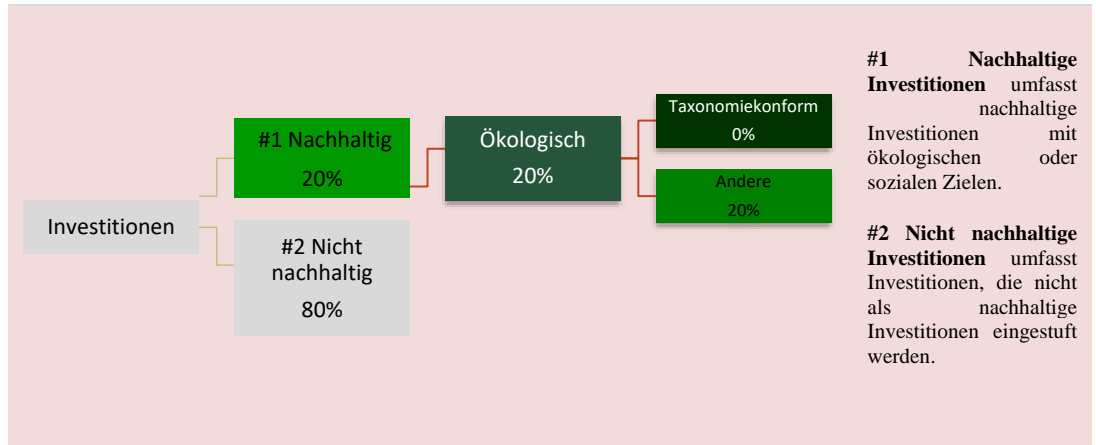 Investitionen
#1 Nachhaltig
20%
#2 Nicht
nachhaltig
80%
Ökologisch
20%
Taxonomiekonform
0%
Andere
20%
#1 Nachhaltige
Investitionen umfasst
nachhaltige
Investitionen mit
ökologischen oder
sozialen Zielen.
#2 Nicht nachhaltige
Investitionen umfasst
Investitionen, die nicht
als nachhaltige
Investitionen eingestuft
werden.